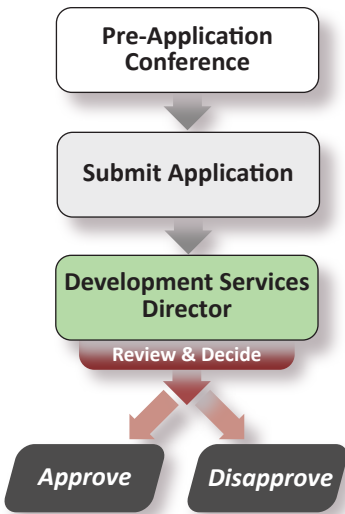 Pre-Application
Conference
Submit Application
Development Services
Director
Review & Decide
Approve
Disapprove